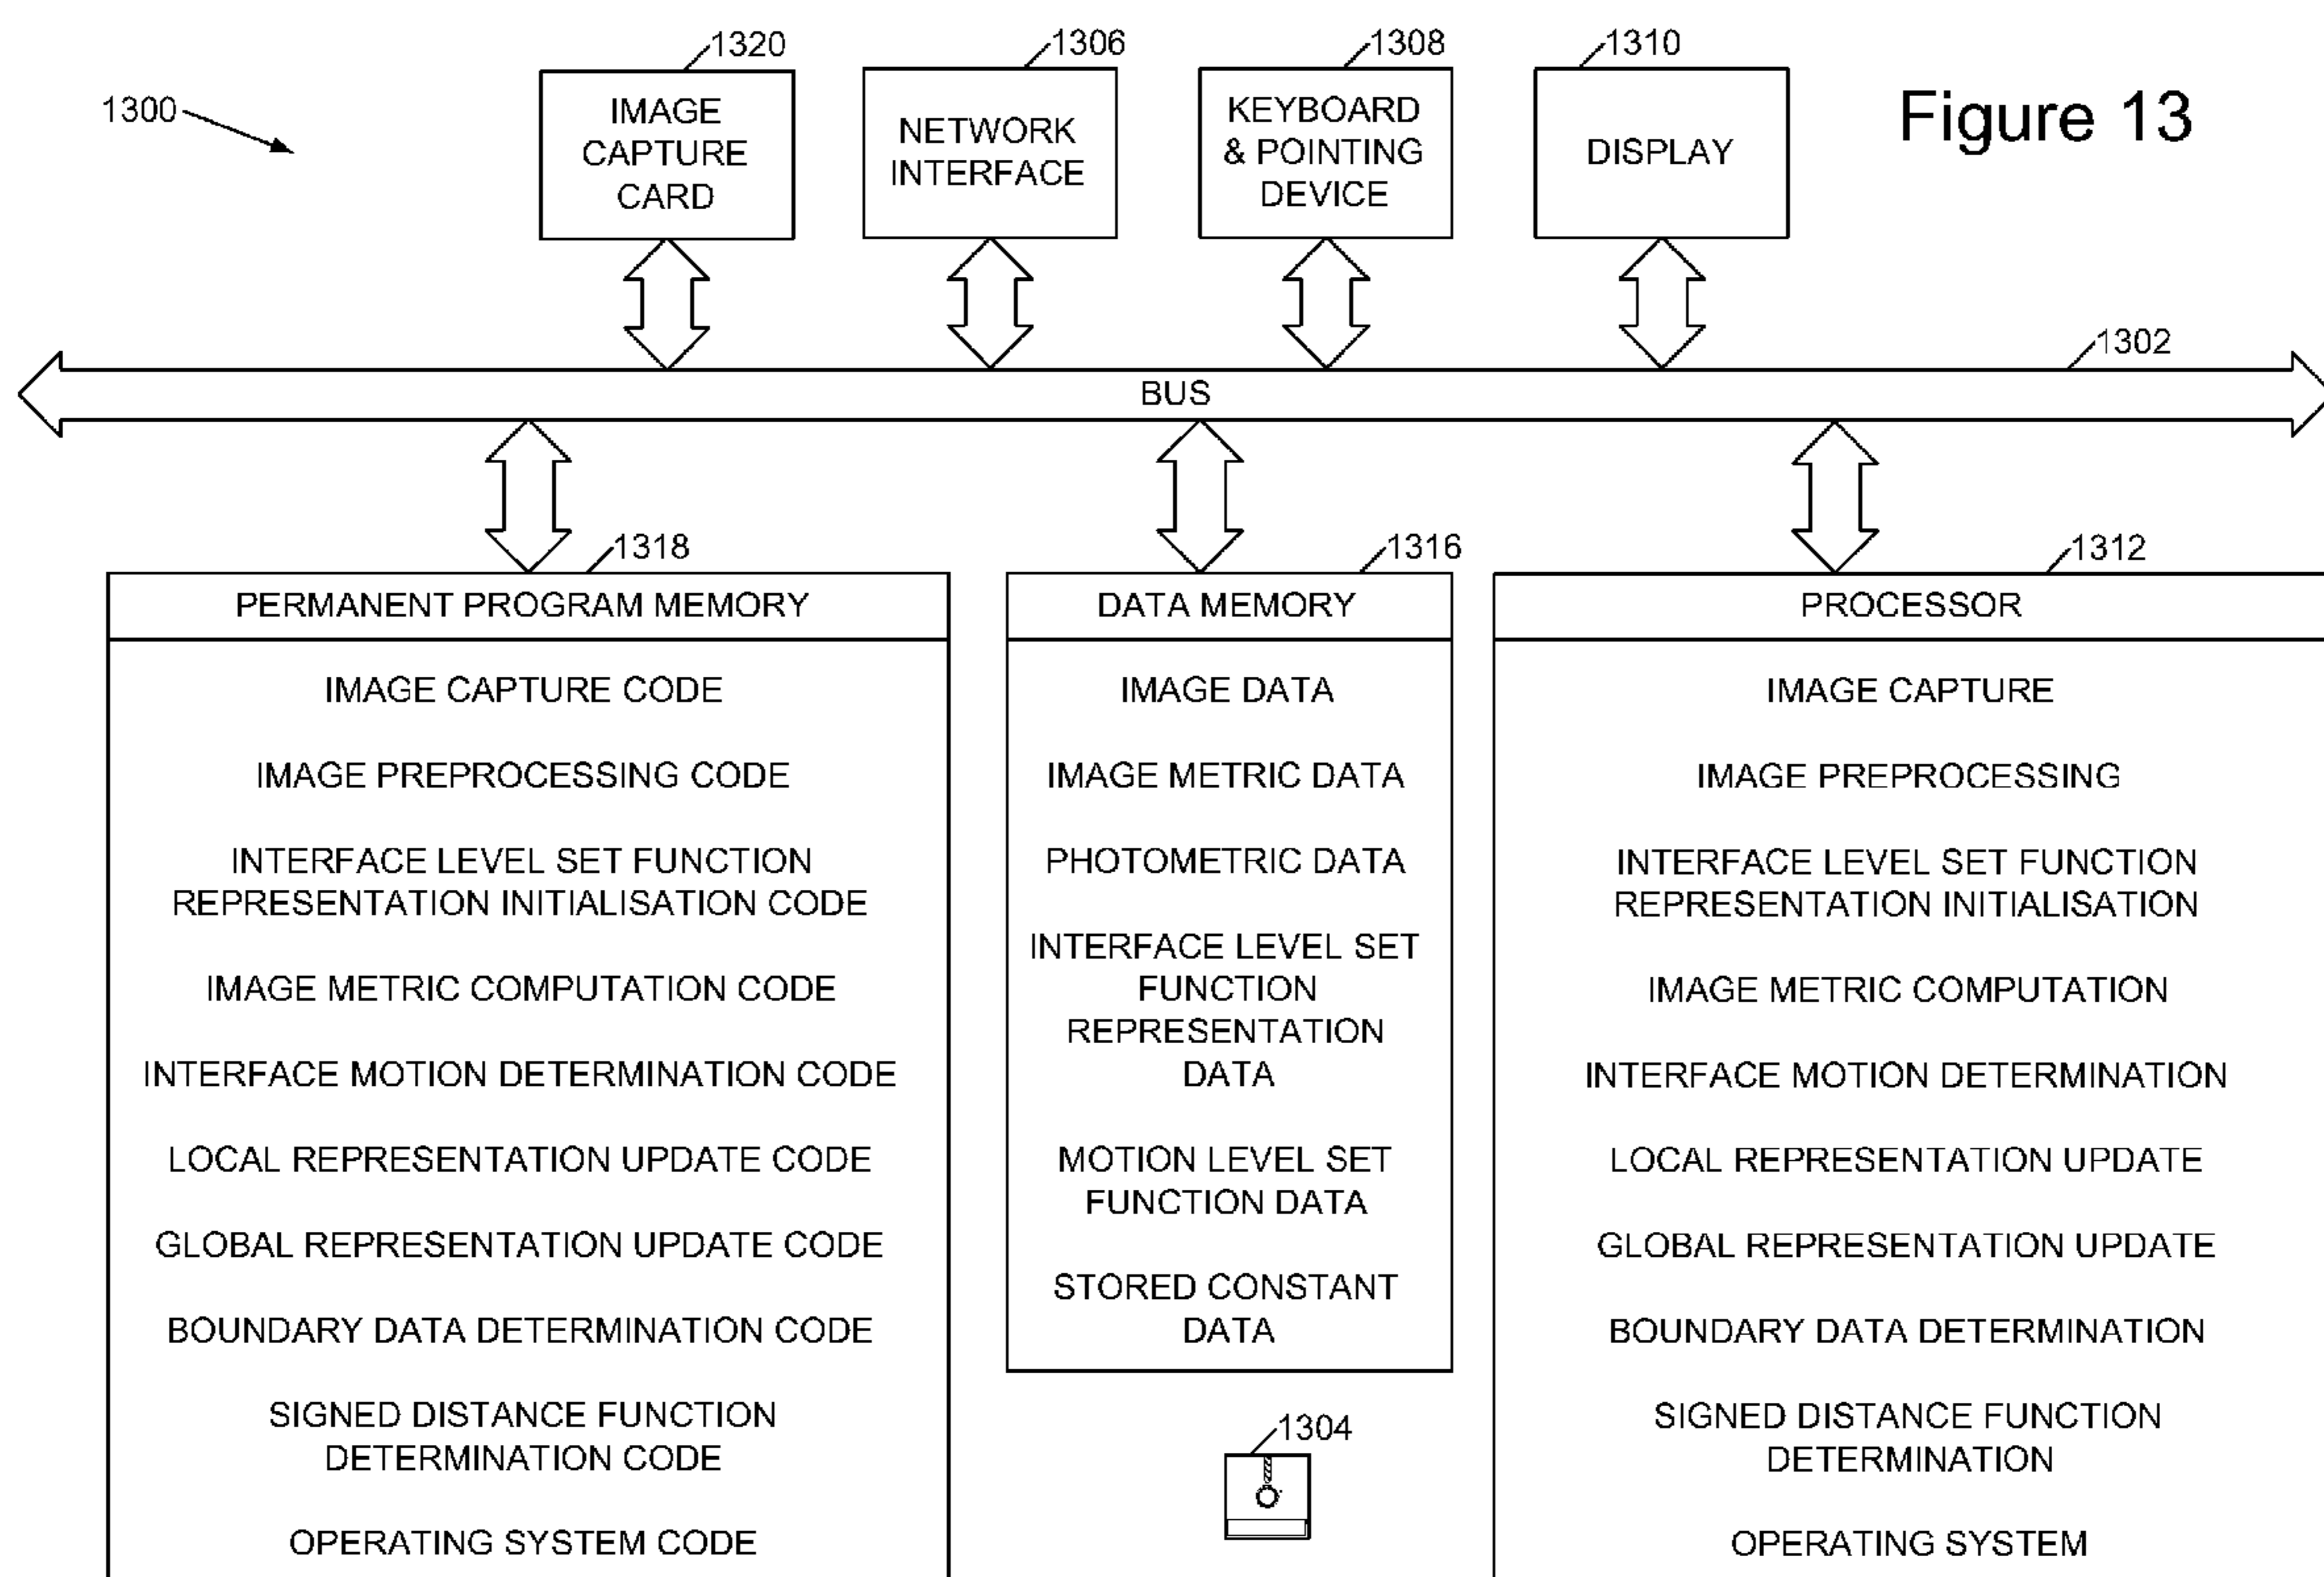 1300
1320
IMAGE
CAPTURE
CARD
1306
NETWORK
INTERFACE
1308
KEYBOARD
& POINTING
DEVICE
1310
DISPLAY
Figure 13
1302
BUS
1318
PERMANENT PROGRAM MEMORY
IMAGE CAPTURE CODE
IMAGE PREPROCESSING CODE
INTERFACE LEVEL SET FUNCTION
REPRESENTATION INITIALISATION CODE
IMAGE METRIC COMPUTATION CODE
INTERFACE MOTION DETERMINATION CODE
LOCAL REPRESENTATION UPDATE CODE
GLOBAL REPRESENTATION UPDATE CODE
BOUNDARY DATA DETERMINATION CODE
SIGNED DISTANCE FUNCTION
DETERMINATION CODE
OPERATING SYSTEM CODE
1316
DATA MEMORY
IMAGE DATA
IMAGE METRIC DATA
PHOTOMETRIC DATA
INTERFACE LEVEL SET
FUNCTION
REPRESENTATION
DATA
MOTION LEVEL SET
FUNCTION DATA
STORED CONSTANT
DATA
1304
1312
PROCESSOR
IMAGE CAPTURE
IMAGE PREPROCESSING
INTERFACE LEVEL SET FUNCTION
REPRESENTATION INITIALISATION
IMAGE METRIC COMPUTATION
INTERFACE MOTION DETERMINATION
LOCAL REPRESENTATION UPDATE
GLOBAL REPRESENTATION UPDATE
BOUNDARY DATA DETERMINATION
SIGNED DISTANCE FUNCTION
DETERMINATION
OPERATING SYSTEM